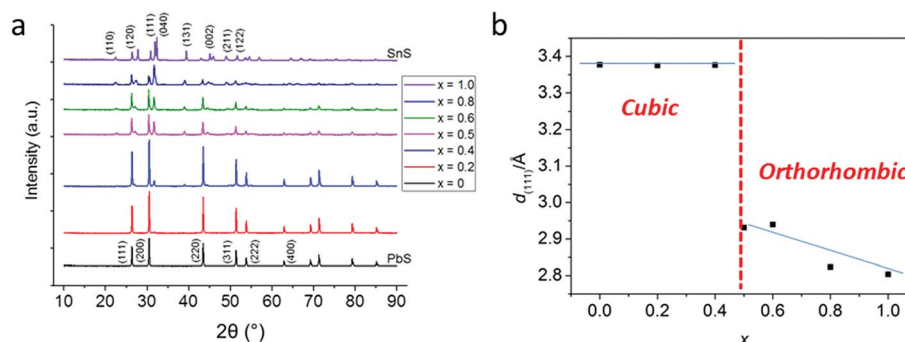 a
(110)
(120)
(111)
(040)
(131)
(002)
(211)
(122)
SnS
x = 1.0
x = 0.8
x = 0.6
x = 0.5
x = 0.4
x = 0.2
x = 0
(111)
(200)
(220)
(311)
(222)
(400)
PbS
Intensity (a.u.)
10 20 30 40 50 60 70 80 90
2θ (°)
b
3.4
3.3
3.2
3.1
3.0
2.9
2.8
d(111)/Å
Cubic
Orthorhombic
0.0 0.2 0.4 0.6 0.8 1.0
x